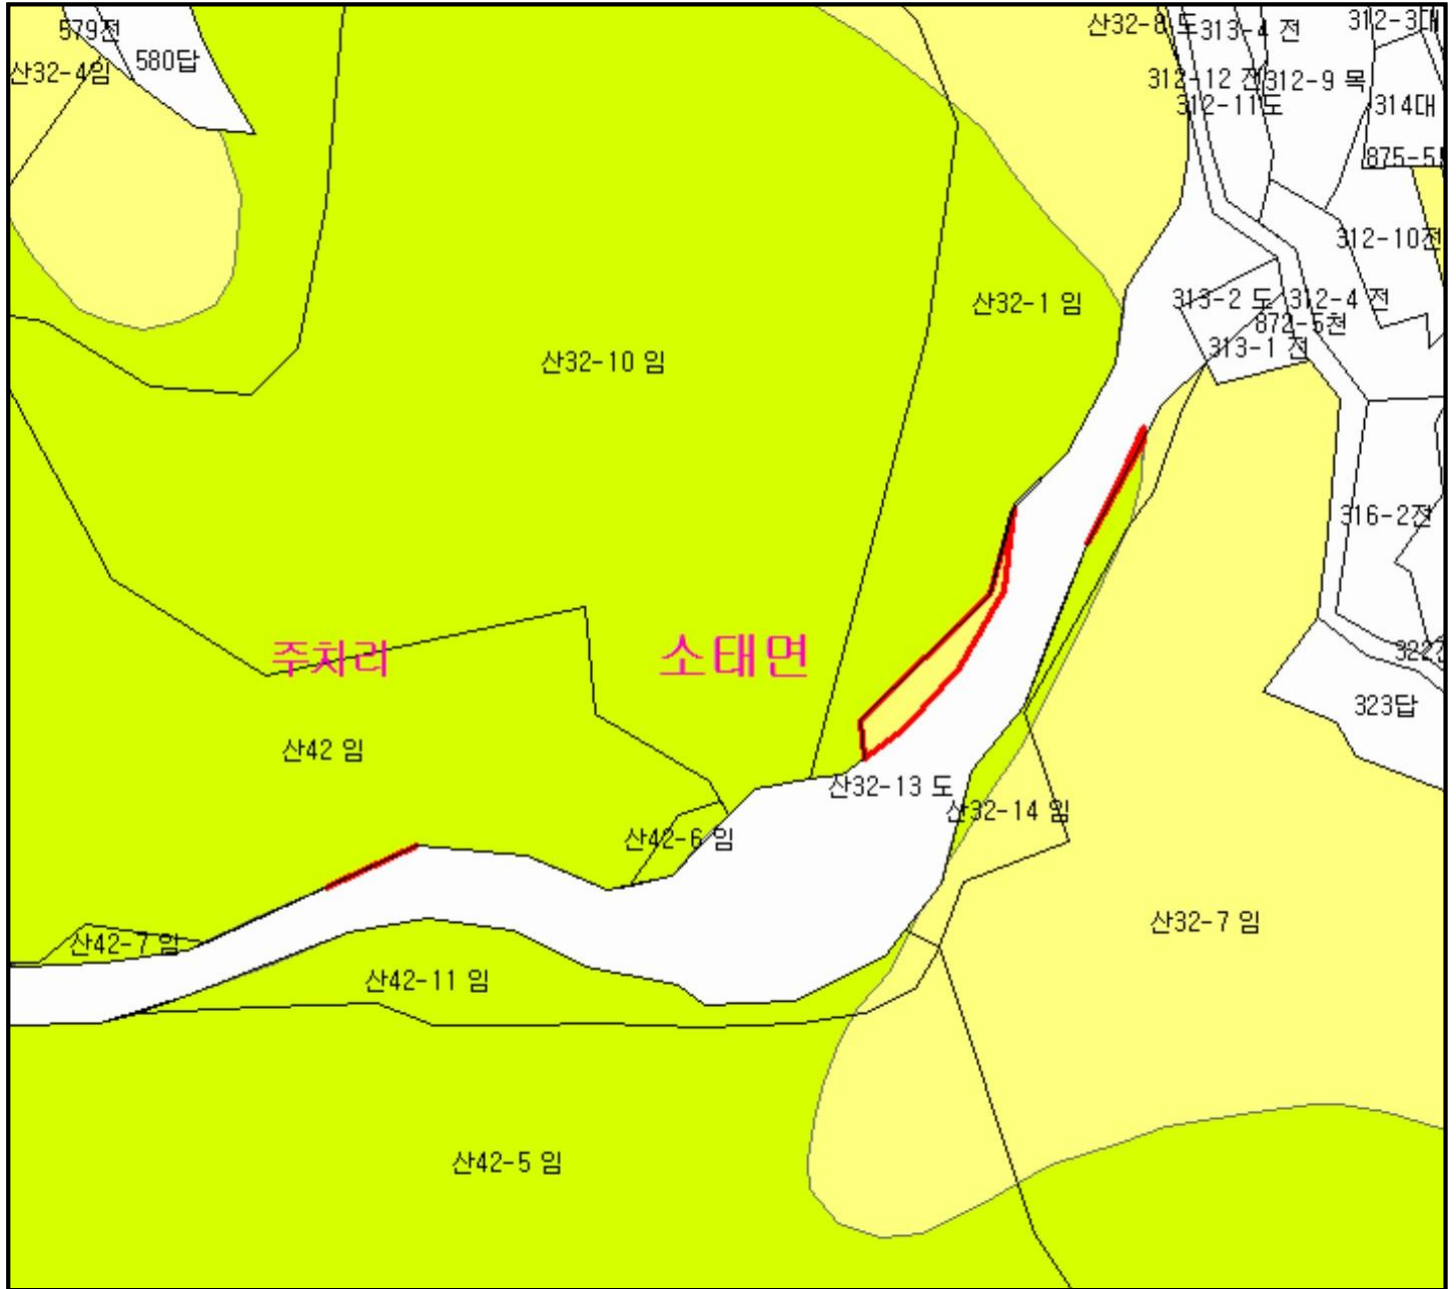 579전
580답
산32-4임
산32-8 도
313-4 전
312-3대
312-12 전
312-9 목
312-11도
314대
875-5
312-10전
산32-1 임
313-2 도
312-4 전
872-5천
313-1 전
산32-10 임
316-2전
주치리
소태면
322
323답
산42 임
산32-13 도
산32-14 임
산42-6 임
산32-7 임
산42-7 임
산42-11 임
산42-5 임